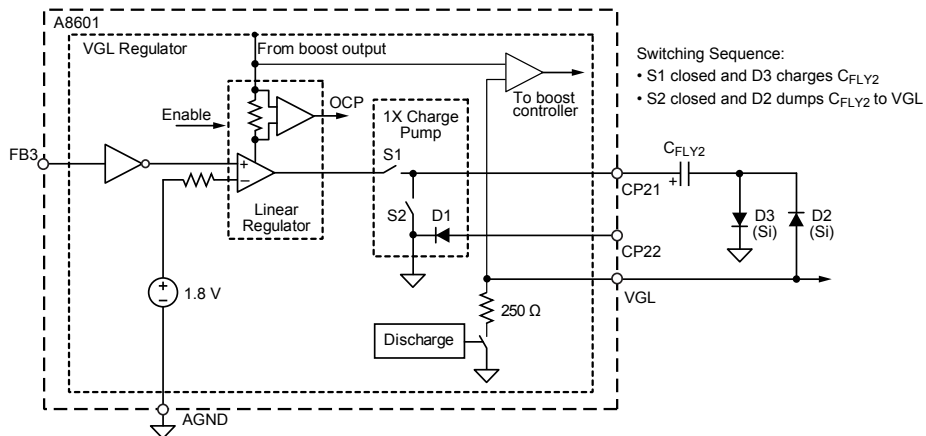 A8601
VGL Regulator
From boost output
Enable
OCP
To boost
controller
1X Charge
Pump
FB3
+
−
Linear
Regulator
S1
S2
D1
CP21
CP22
VGL
+
−
1.8 V
250 Ω
Discharge
AGND
Switching Sequence:
• S1 closed and D3 charges CFLY2
• S2 closed and D2 dumps CFLY2 to VGL
CFLY2
+
D3
(Si)
D2
(Si)